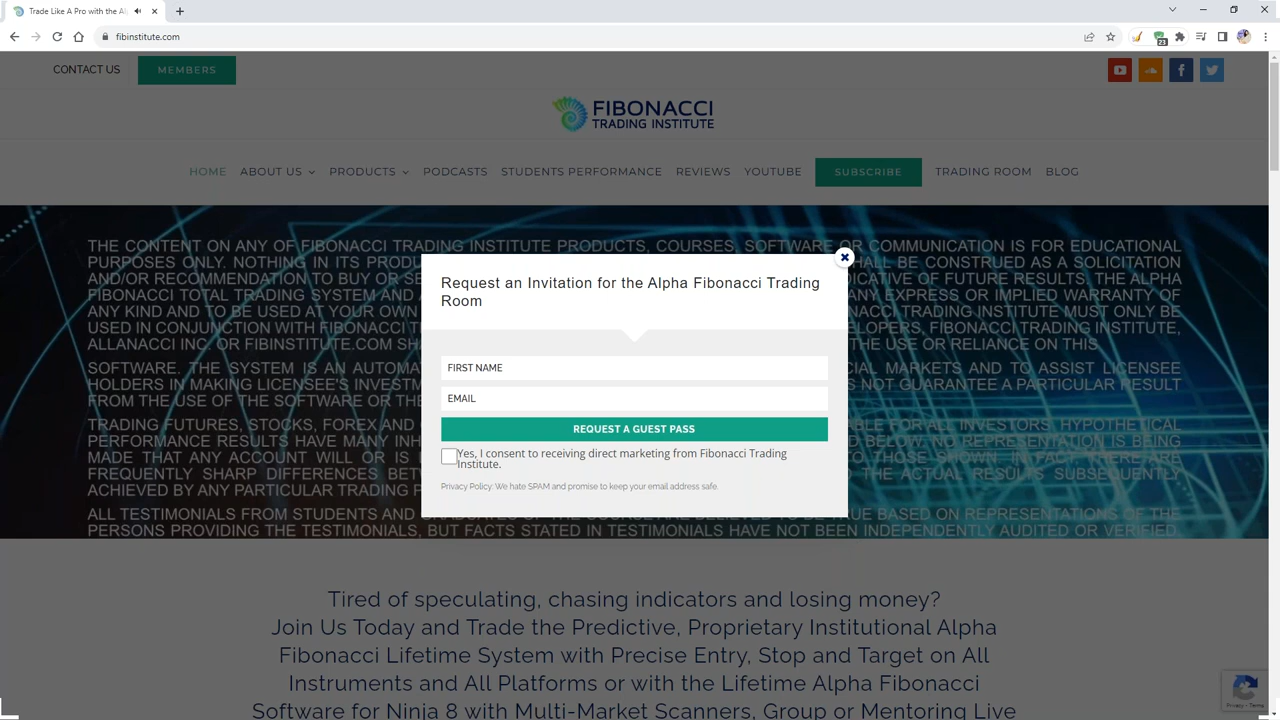 Trade Like A Pro with the Al
fibinstitute.com
23
CONTACT US
MEMBERS
FIBONACCI
TRADING INSTITUTE
HOME ABOUT US PRODUCTS PODCASTS STUDENTS PERFORMANCE REVIEWS YOUTUBE SUBSCRIBE TRADING ROOM BLOG
THE CONTENT ON ANY OF FIBONACCI TRADING INSTITUTE PRODUCTS, COURSES, SOFTWARE OR COMMUNICATION IS FOR EDUCATIONAL
PURPOSES ONLY. NOTHING IN ITS PRODU HALL BE CONSTRUED AS A SOLICITATION
AND/OR RECOMMENDATION TO BUY OR SE DICATIVE OF FUTURE RESULTS. THE ALPHA
FIBONACCI TOTAL TRADING SYSTEM AND ANY EXPRESS OR IMPLIED WARRANTY OF
ANY KIND AND TO BE USED AT YOUR OWN TRADING INSTITUTE MUST ONLY BE
USED IN CONJUNCTION WITH FIBONACCI T ELOPERS, FIBONACCI TRADING INSTITUTE,
ALLANACCI INC. OR FIBINSTITUTE.COM SH THE USE OR RELIANCE ON THIS
SOFTWARE. THE SYSTEM IS AN AUTOMA CIAL MARKETS AND TO ASSIST LICENSEE
HOLDERS IN MAKING LICENSEE'S INVESTM NOT GUARANTEE A PARTICULAR RESULT
FROM THE USE OF THE SOFTWARE OR THE
TRADING FUTURES, STOCKS, FOREX AND ABLE FOR ALL INVESTORS. HYPOTHETICAL
PERFORMANCE RESULTS HAVE MANY INH D BELOW. NO REPRESENTATION IS BEING
MADE THAT ANY ACCOUNT WILL OR IS TO THOSE SHOWN. IN FACT THERE ARE
FREQUENTLY SHARP DIFFERENCES BET THE ACTUAL RESULTS SUBSEQUENTLY
ACHIEVED BY ANY PARTICULAR TRADING P
ALL TESTIMONIALS FROM STUDENTS AND GRADUATES OF THE COURSE ARE BELIEVED TO BE TRUE BASED ON REPRESENTATIONS OF THE
PERSONS PROVIDING THE TESTIMONIALS, BUT FACTS STATED IN TESTIMONIALS HAVE NOT BEEN INDEPENDENTLY AUDITED OR VERIFIED.
Request an Invitation for the Alpha Fibonacci Trading
Room
FIRST NAME
EMAIL
REQUEST A GUEST PASS
Yes, I consent to receiving direct marketing from Fibonacci Trading
Institute.
Privacy Policy: We hate SPAM and promise to keep your email address safe.
Tired of speculating, chasing indicators and losing money?
Join Us Today and Trade the Predictive, Proprietary Institutional Alpha
Fibonacci Lifetime System with Precise Entry, Stop and Target on All
Instruments and All Platforms or with the Lifetime Alpha Fibonacci
Software for Ninja 8 with Multi-Market Scanners, Group or Mentoring Live
Privacy - Terms